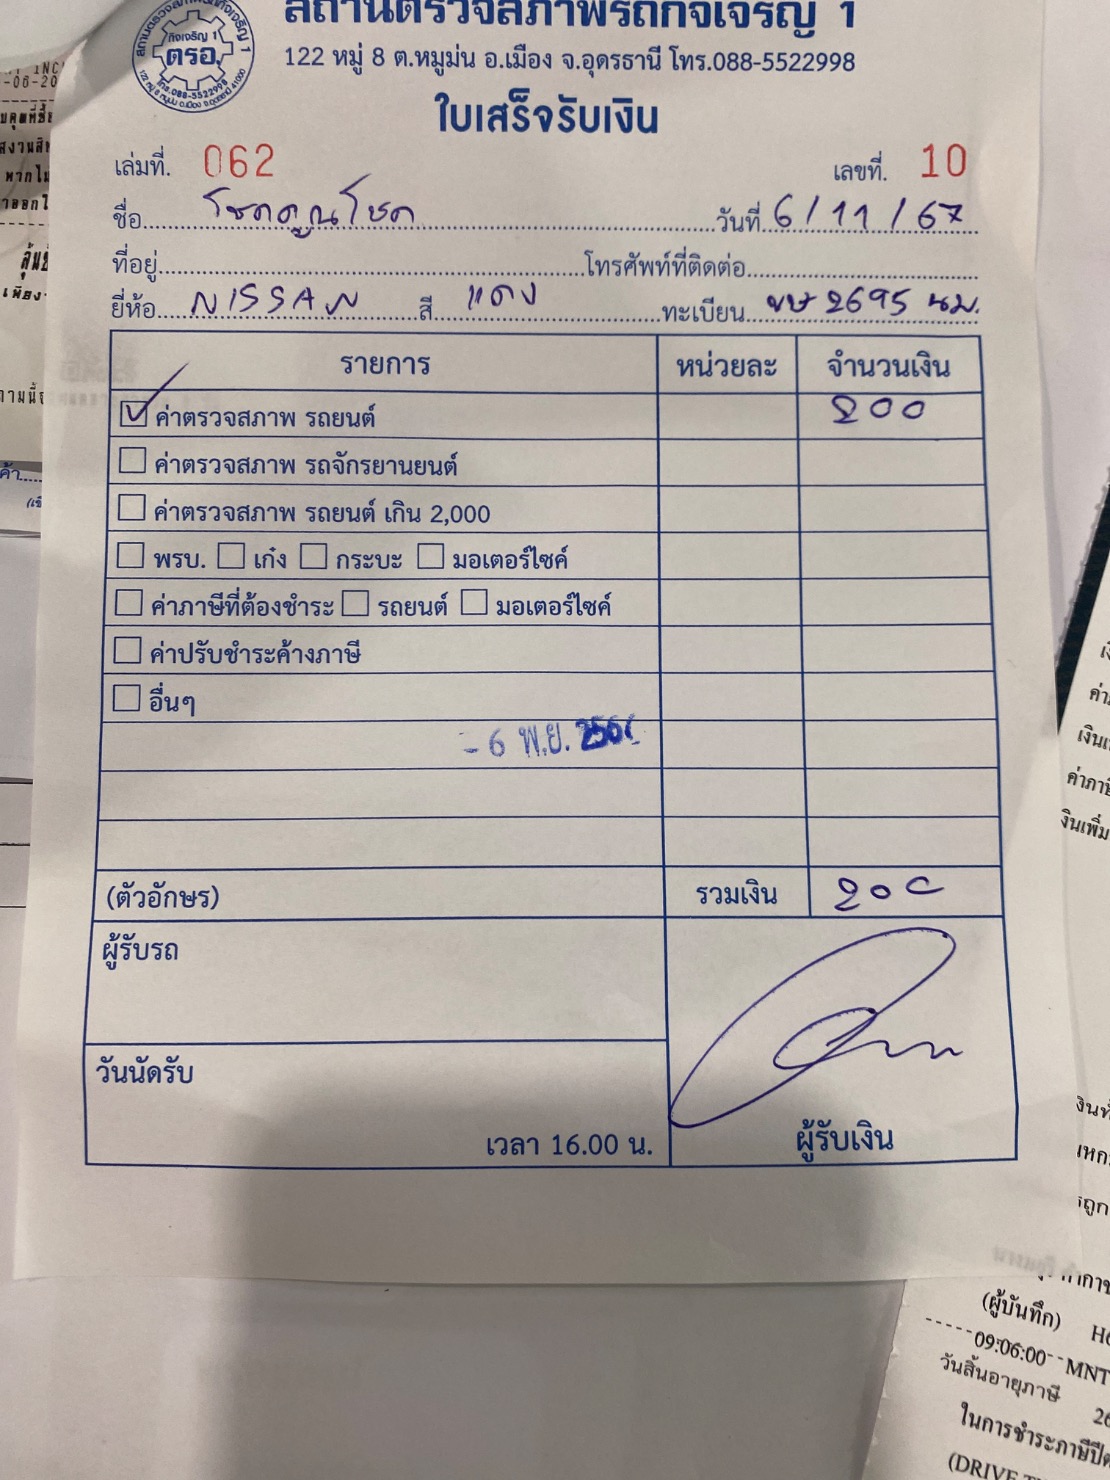 สถานตรวจสภาพรถกิจเจริญ 1
กิจเจริญ 1
ตรอ.
โทร.088-5522998
122 หมู่ 8 ต.หมูม่น อ.เมือง จ.อุดรธานี โทร.088-5522998
ใบเสร็จรับเงิน
เล่มที่. 062 เลขที่. 10
ชื่อ โชคคูณโชค วันที่ 6/11/67
ที่อยู่ โทรศัพท์ที่ติดต่อ
ยี่ห้อ NISSAN สี แดง ทะเบียน ขษ 2695 นม.
รายการ หน่วยละ จำนวนเงิน
ค่าตรวจสภาพ รถยนต์ 200
ค่าตรวจสภาพ รถจักรยานยนต์
ค่าตรวจสภาพ รถยนต์ เกิน 2,000
พรบ. เก๋ง กระบะ มอเตอร์ไซค์
ค่าภาษีที่ต้องชำระ รถยนต์ มอเตอร์ไซค์
ค่าปรับชำระค้างภาษี
อื่นๆ
- 6 พ.ย.
(ตัวอักษร) รวมเงิน 200
ผู้รับรถ
วันนัดรับ
เวลา 16.00 น. ผู้รับเงิน
(ผู้บันทึก)
09:06:00 MNT
วันสิ้นอายุภาษี 26
ในการชำระภาษีปี